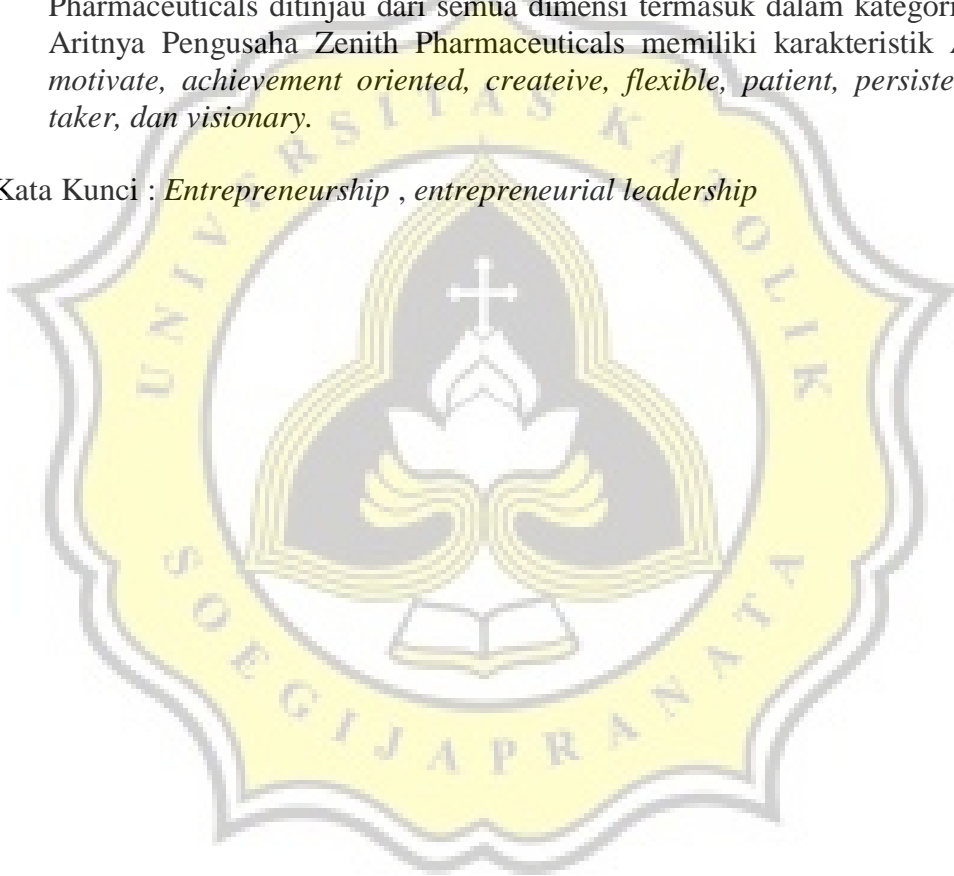 Pharmaceuticals ditinjau dari semua dimensi termasuk dalam kategori
Aritnya Pengusaha Zenith Pharmaceuticals memiliki karakteristik
motivate, achievement oriented, createive, flexible, patient,
taker, dan visionary.
Kata Kunci : Entrepreneurship , entrepreneurial leadership
UNIVERSITAS KATOLIK
SOEGIJAPRANATA